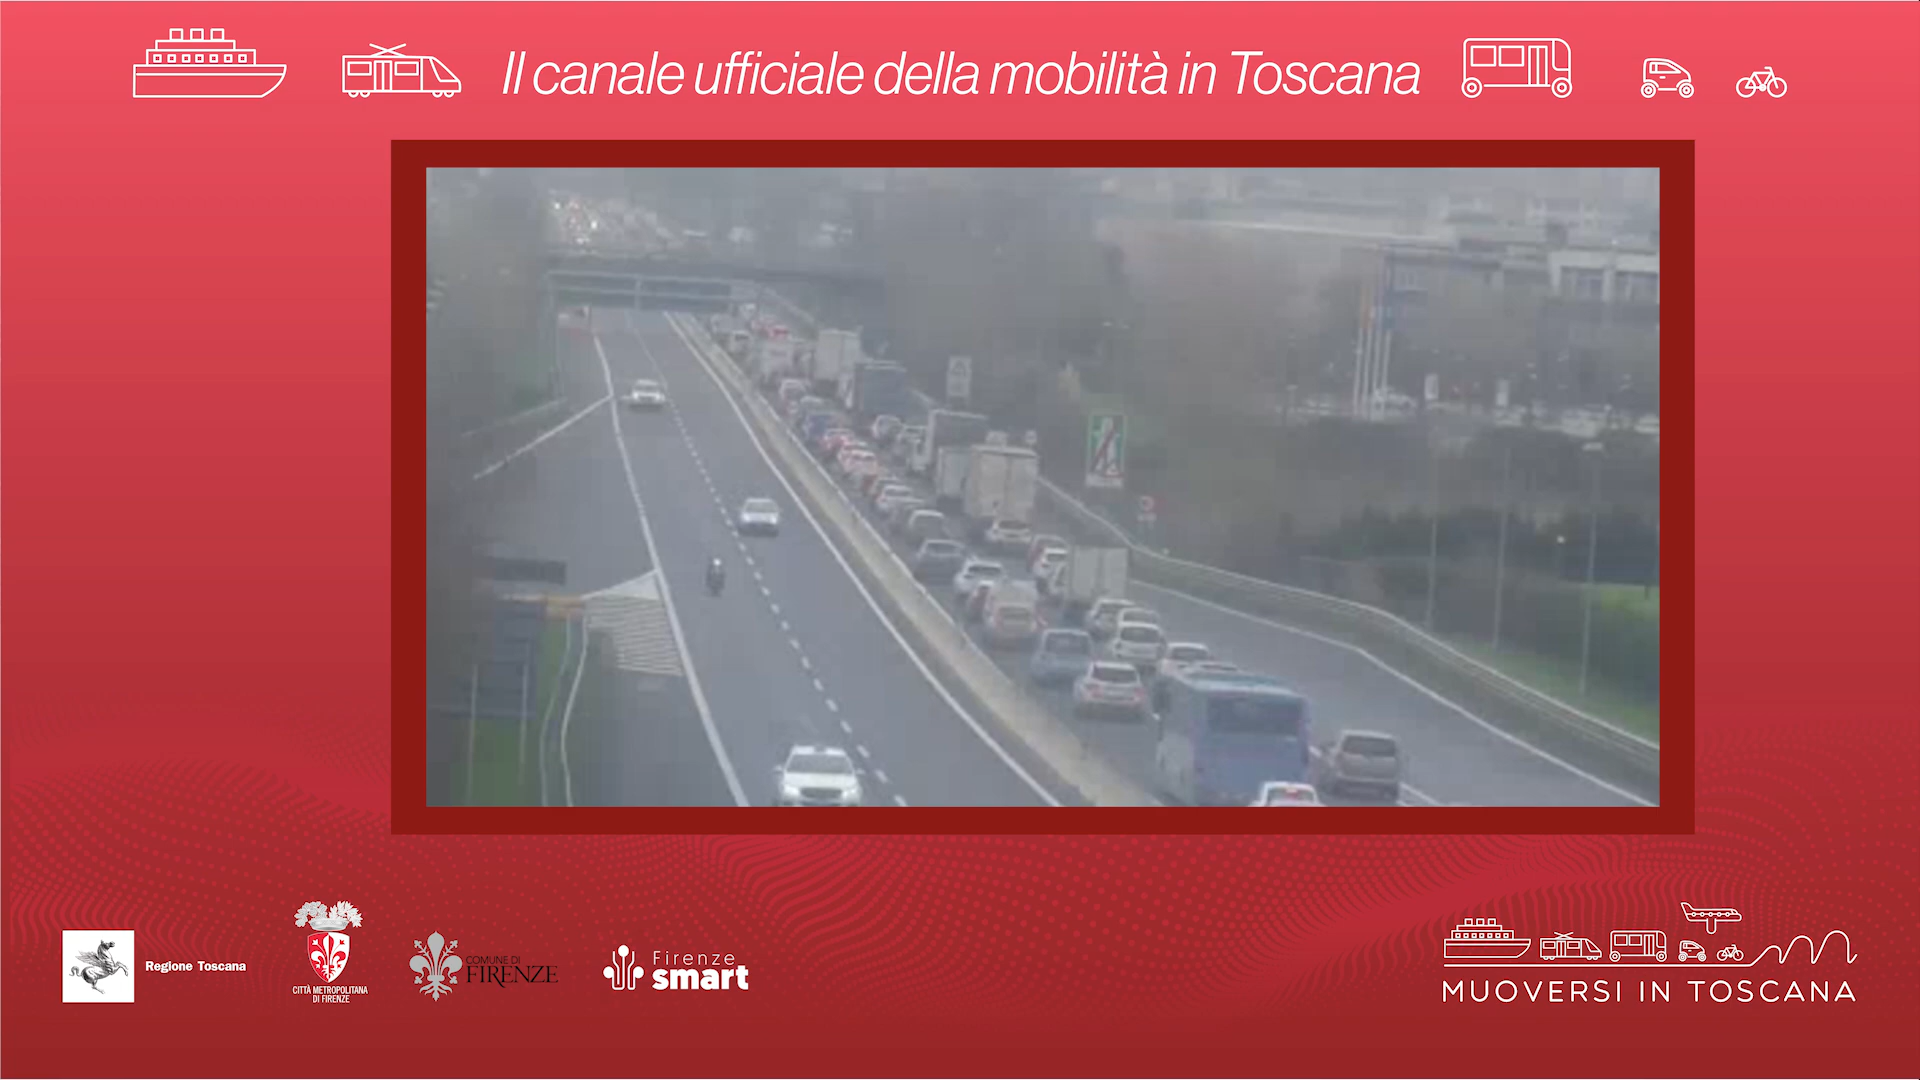 Il canale ufficiale della mobilità in Toscana
Regione Toscana
CITTÀ METROPOLITANA
DI FIRENZE
COMUNE DI
FIRENZE
Firenze
smart
MUOVERSI IN TOSCANA